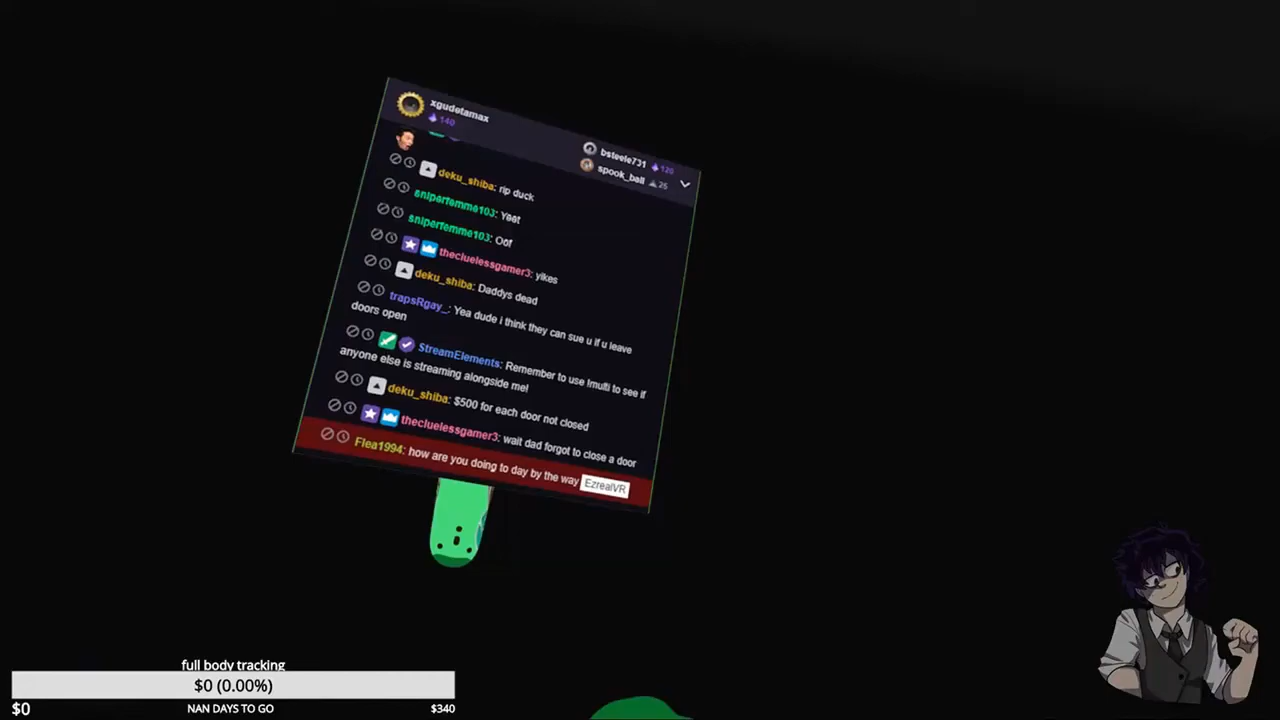 xgudetamax
140
bsteele731 120
spook_ball 25
deku_shiba: rip duck
sniperfemme103: Yeet
sniperfemme103: Oof
thecluelessgamer3: yikes
deku_shiba: Daddys dead
trapsRgay_: Yea dude i think they can sue u if u leave
doors open
StreamElements: Remember to use !multi to see if
anyone else is streaming alongside me!
deku_shiba: $500 for each door not closed
thecluelessgamer3: wait dad forgot to close a door
Flea1994: how are you doing to day by the way EzrealVR
full body tracking
$0 (0.00%)
$0 NAN DAYS TO GO $340